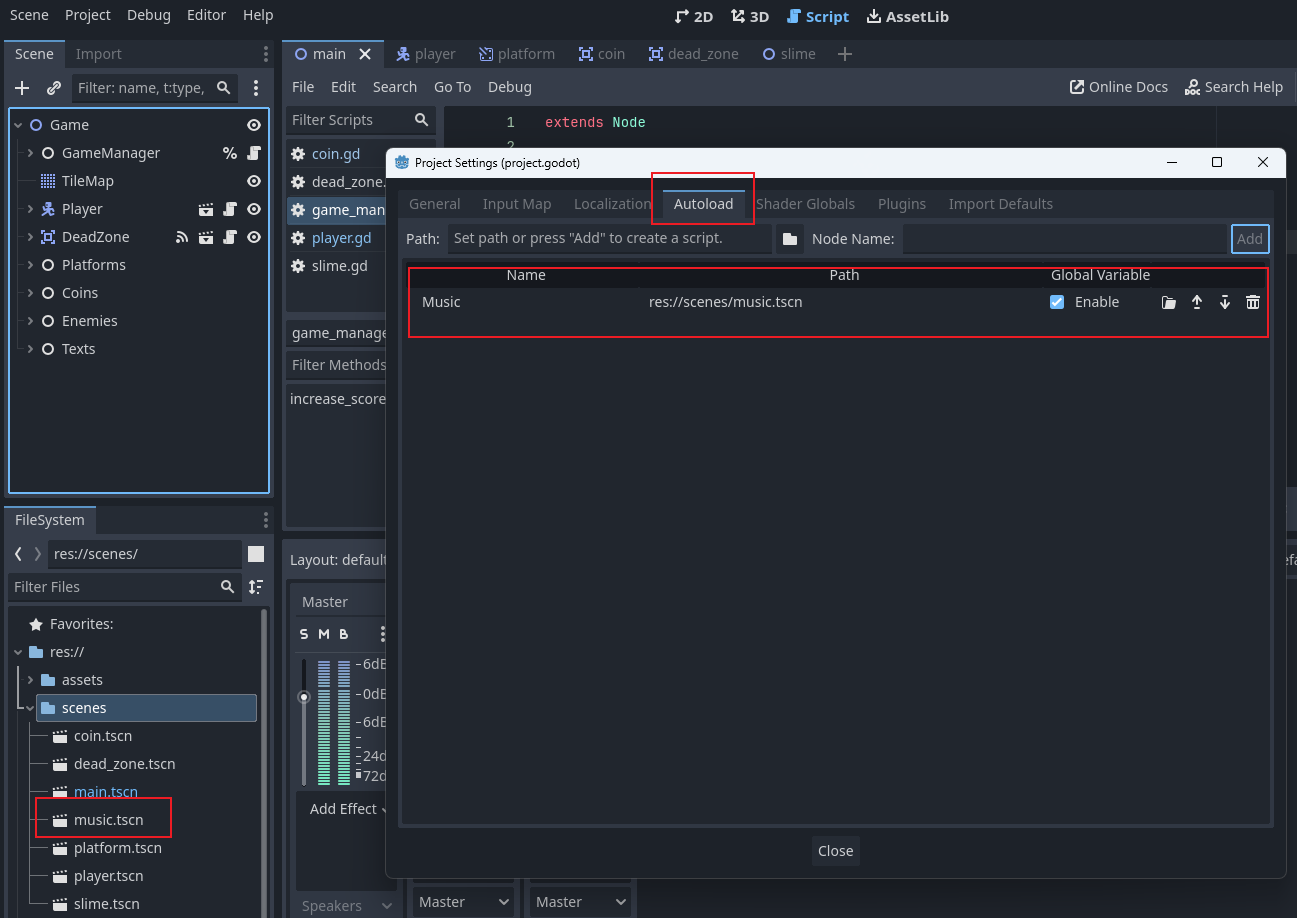 Scene Project Debug Editor Help
2D 3D Script AssetLib
Scene Import
Filter: name, t:type,
Game
GameManager %
TileMap
Player
DeadZone
Platforms
Coins
Enemies
Texts
FileSystem
res://scenes/
Filter Files
Favorites:
res://
assets
scenes
coin.tscn
dead_zone.tscn
main.tscn
music.tscn
platform.tscn
player.tscn
slime.tscn
main player platform coin dead_zone slime
File Edit Search Go To Debug
Online Docs Search Help
Filter Scripts
coin.gd
dead_zone.
game_man
player.gd
slime.gd
game_manage
Filter Methods
increase_score
1 extends Node
2
Project Settings (project.godot)
General Input Map Localization Autoload Shader Globals Plugins Import Defaults
Path: Set path or press "Add" to create a script. Node Name: Add
Name Path Global Variable
Music res://scenes/music.tscn Enable
Close
Layout: default
Master
S M B
-6dB
-0dB
-6dB
-24d
72d
Add Effect
Speakers
Master Master